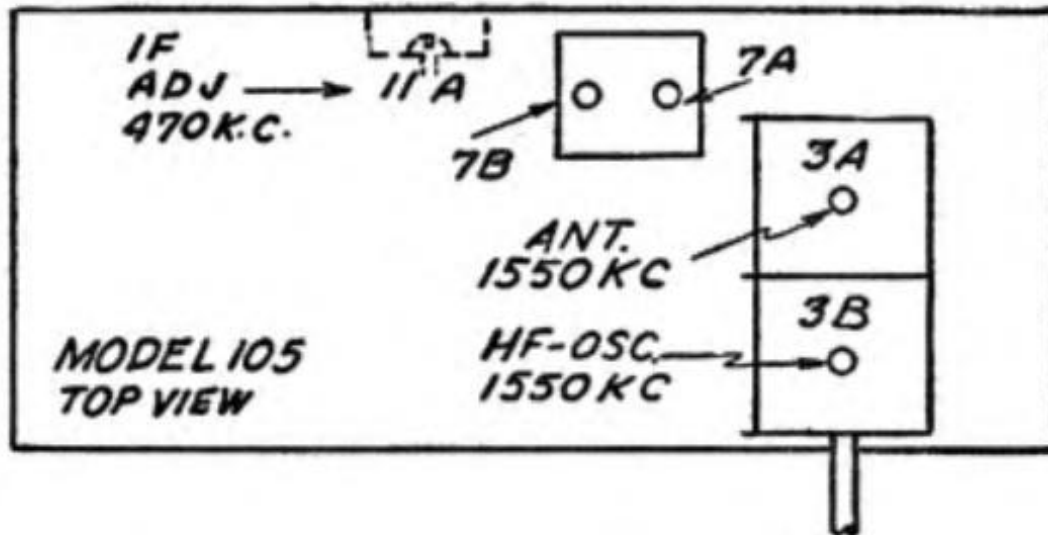 IF
ADJ
470K.C.
11A
7B
7A
3A
ANT.
1550KC
3B
HF-OSC.
1550KC
MODEL 105
TOP VIEW